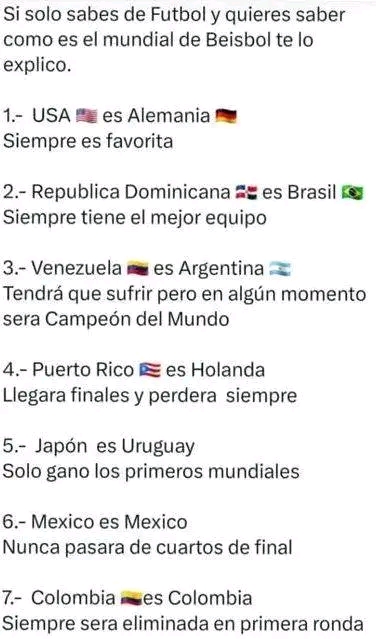 Si solo sabes de Futbol y quieres saber
como es el mundial de Beisbol te lo
explico.
1.- USA 🇺🇸 es Alemania 🇩🇪
Siempre es favorita
2.- Republica Dominicana 🇩🇴 es Brasil 🇧🇷
Siempre tiene el mejor equipo
3.- Venezuela 🇻🇪 es Argentina 🇦🇷
Tendrá que sufrir pero en algún momento
sera Campeón del Mundo
4.- Puerto Rico 🇵🇷 es Holanda
Llegara finales y perdera siempre
5.- Japón es Uruguay
Solo gano los primeros mundiales
6.- Mexico es Mexico
Nunca pasara de cuartos de final
7.- Colombia 🇨🇴es Colombia
Siempre sera eliminada en primera ronda